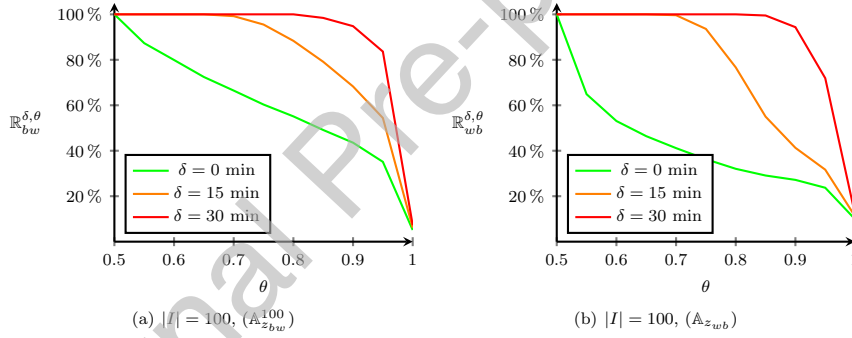 100 %
80 %
60 %
40 %
20 %
ℝ_{bw}^{δ,θ}
δ = 0 min
δ = 15 min
δ = 30 min
0.5 0.6 0.7 0.8 0.9 1
θ
(a) |I| = 100, (𝔸_{z_{bw}}^{100})
100 %
80 %
60 %
40 %
20 %
ℝ_{wb}^{δ,θ}
δ = 0 min
δ = 15 min
δ = 30 min
0.5 0.6 0.7 0.8 0.9
θ
(b) |I| = 100, (𝔸_{z_{wb}})
nal Pre-p